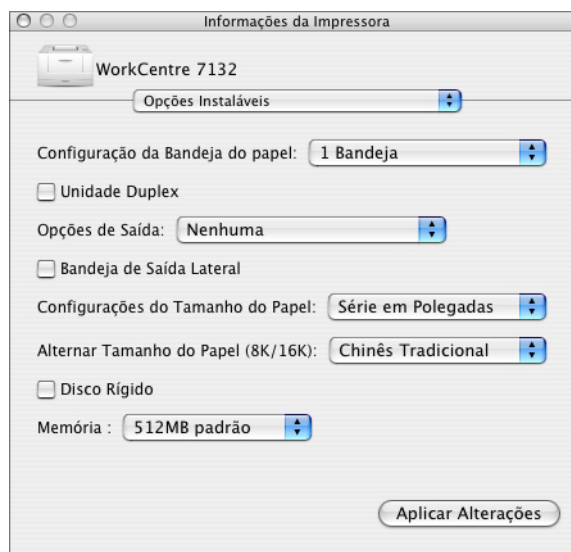 Informações da Impressora
WorkCentre 7132
Opções Instaláveis
Configuração da Bandeja do papel: 1 Bandeja
Unidade Duplex
Opções de Saída: Nenhuma
Bandeja de Saída Lateral
Configurações do Tamanho do Papel: Série em Polegadas
Alternar Tamanho do Papel (8K/16K): Chinês Tradicional
Disco Rígido
Memória : 512MB padrão
Aplicar Alterações